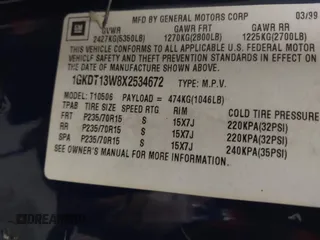 GM
MFD BY GENERAL MOTORS CORP 03/99
GVWR GAWR FRT GAWR RR
2427KG(5350LB) 1270KG(2800LB) 1225KG(2700LB)
THIS VEHICLE CONFORMS TO ALL APPLICABLE U.S. FEDERAL MOTOR
VEHICLE SAFETY, BUMPER, AND THEFT PREVENTION STANDARDS IN
EFFECT ON THE DATE OF MANUFACTURE SHOWN ABOVE.
1GKDT13W8X2534672 TYPE: M.P.V.
MODEL: T10506 PAYLOAD = 474KG(1046LB)
TPAB TIRE SIZE SPEED RTG RIM COLD TIRE PRESSURE
FRT P235/70R15 S 15X7J 220KPA(32PSI)
RR P235/70R15 S 15X7J 220KPA(32PSI)
SPA P235/70R15 S 15X7J 240KPA(35PSI)
SEE OWNER'S MANUAL FOR ADDITIONAL INFORMATION.
DREAM